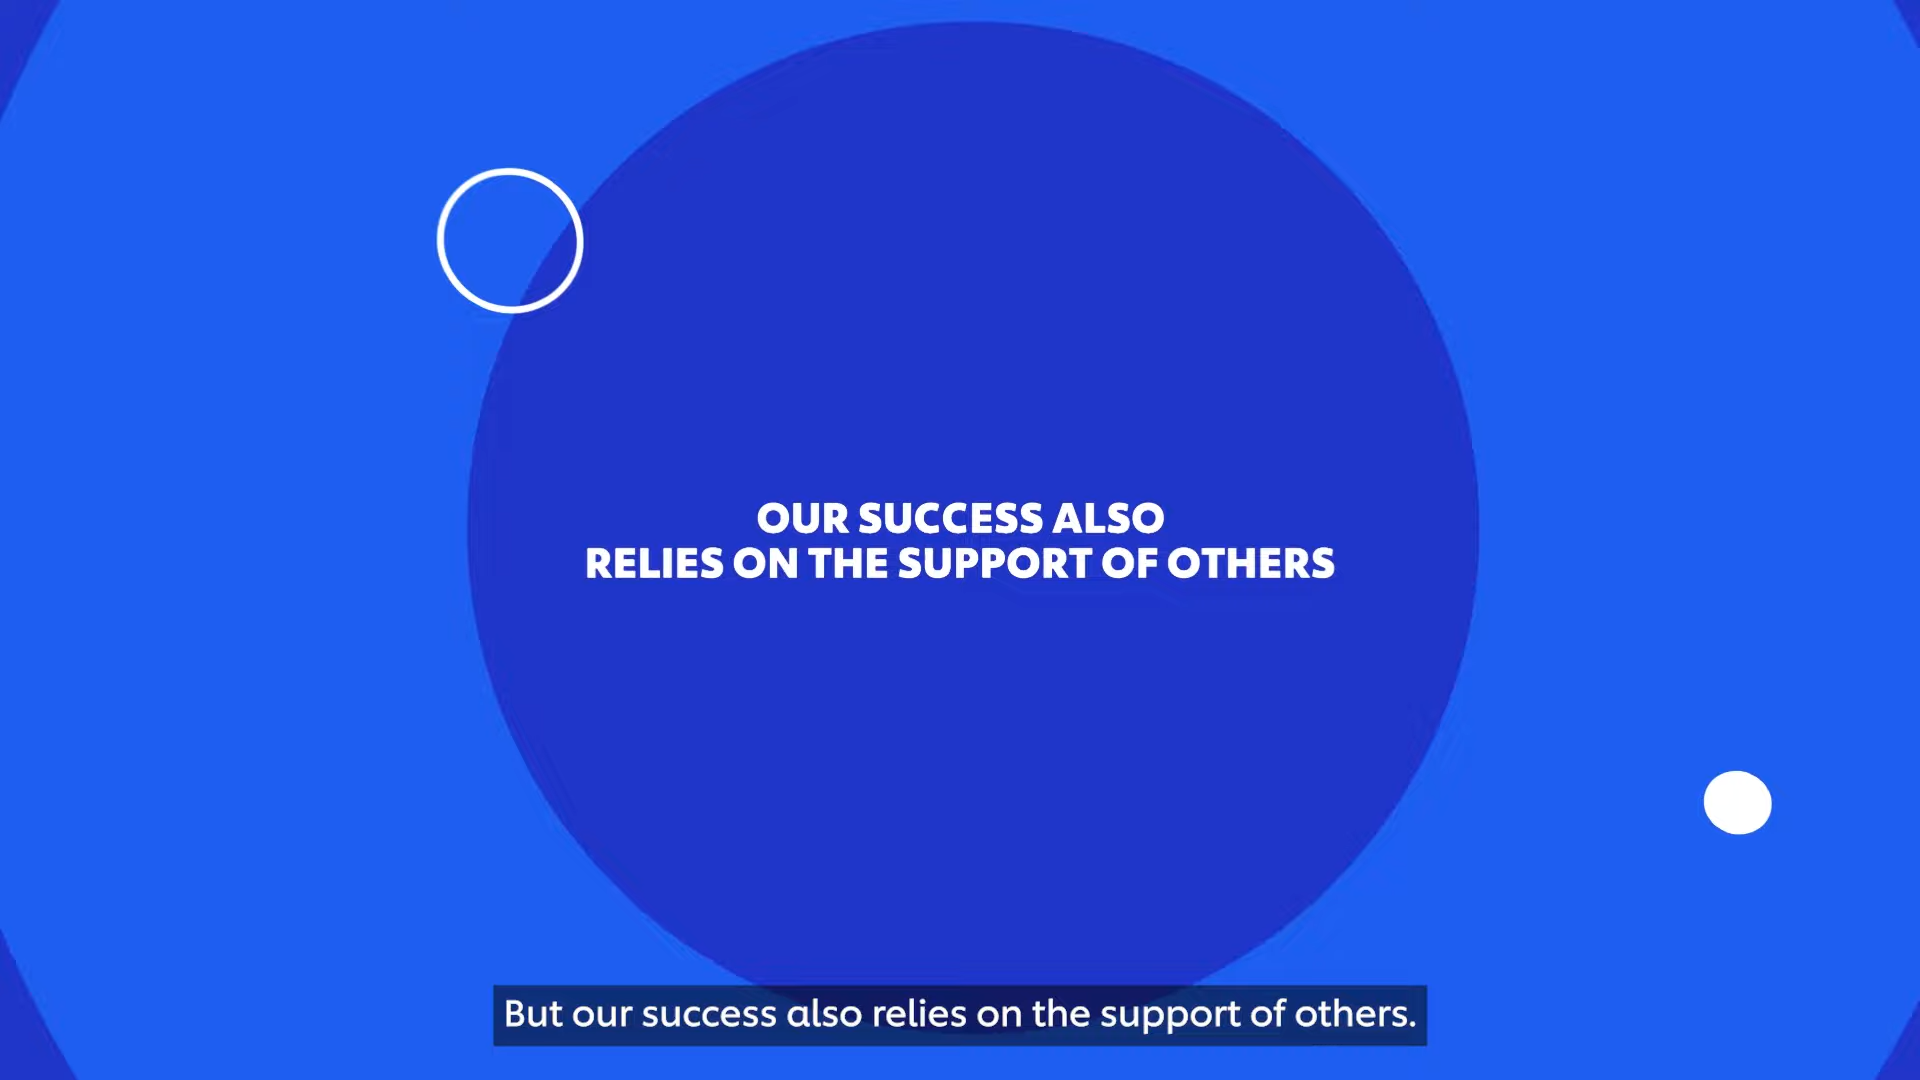 OUR SUCCESS ALSO
RELIES ON THE SUPPORT OF OTHERS
But our success also relies on the support of others.